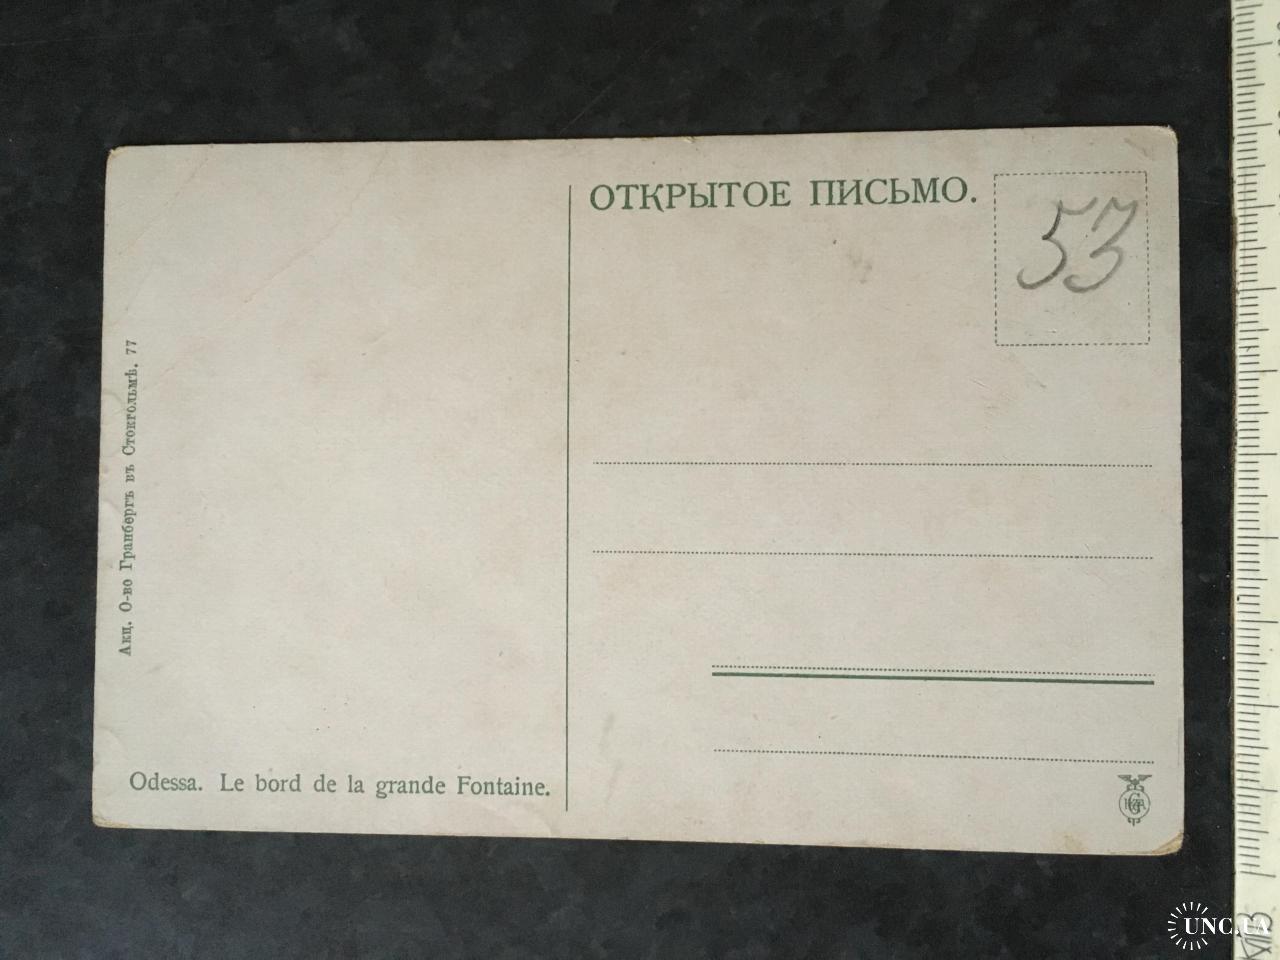 ОТКРЫТОЕ ПИСЬМО.
53
Акц. О-во Гранбергъ въ Стокгольмѣ. 77
Odessa. Le bord de la grande Fontaine.
UNC.UA